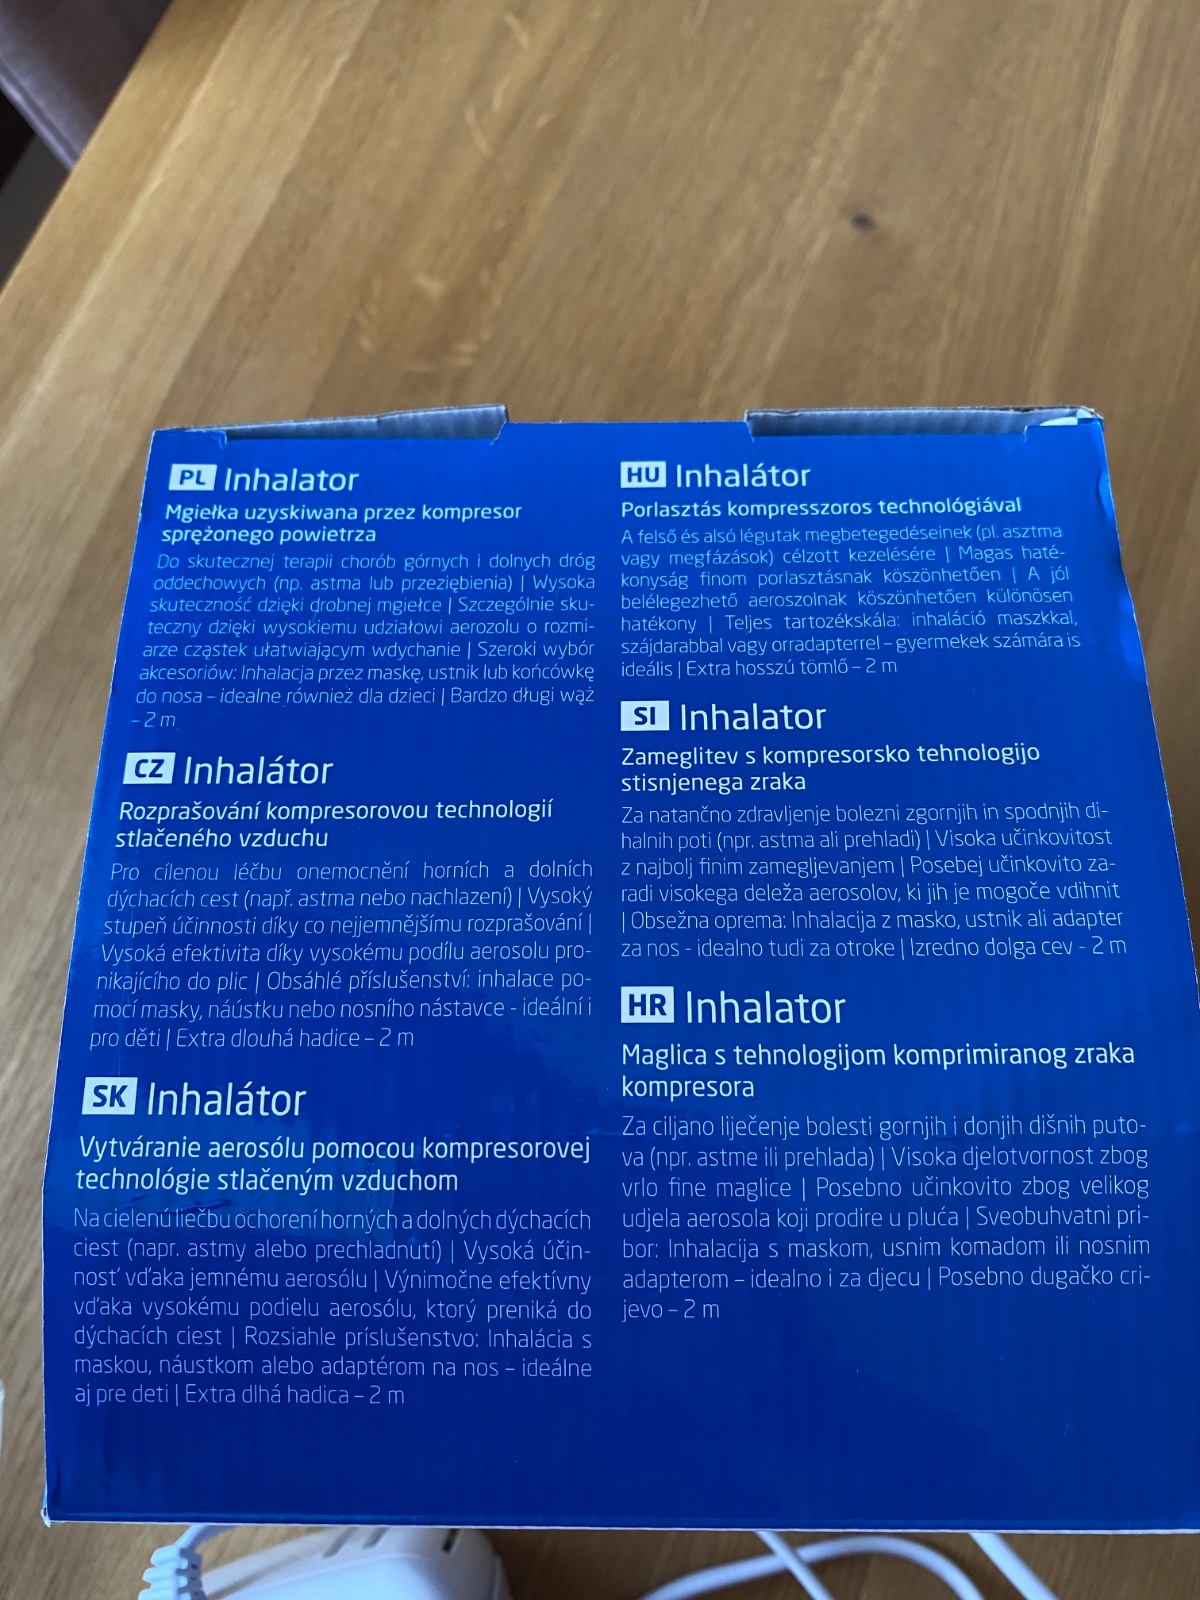 PL Inhalator
Mgiełka uzyskiwana przez kompresor
sprężonego powietrza
Do skutecznej terapii chorób górnych i dolnych dróg
oddechowych (np. astma lub przeziębienia) | Wysoka
skuteczność dzięki drobnej mgiełce | Szczególnie sku-
teczny dzięki wysokiemu udziałowi aerozolu o rozmi-
arze cząstek ułatwiającym wdychanie | Szeroki wybór
akcesoriów: Inhalacja przez maskę, ustnik lub końcówkę
do nosa – idealne również dla dzieci | Bardzo długi wąż
– 2 m
CZ Inhalátor
Rozprašování kompresorovou technologií
stlačeného vzduchu
Pro cílenou léčbu onemocnění horních a dolních
dýchacích cest (např. astma nebo nachlazení) | Vysoký
stupeň účinnosti díky co nejjemnějšímu rozprašování |
Vysoká efektivita díky vysokému podílu aerosolu pro-
nikajícího do plic | Obsáhlé příslušenství: inhalace po-
mocí masky, náústku nebo nosního nástavce - ideální i
pro děti | Extra dlouhá hadice – 2 m
SK Inhalátor
Vytváranie aerosólu pomocou kompresorovej
technológie stlačeným vzduchom
Na cielenú liečbu ochorení horných a dolných dýchacích
ciest (napr. astmy alebo prechladnutí) | Vysoká účin-
nosť vďaka jemnému aerosólu | Výnimočne efektívny
vďaka vysokému podielu aerosólu, ktorý preniká do
dýchacích ciest | Rozsiahle príslušenstvo: Inhalácia s
maskou, náustkom alebo adaptérom na nos – ideálne
aj pre deti | Extra dlhá hadica – 2 m
HU Inhalátor
Porlasztás kompresszoros technológiával
A felső és alsó légutak megbetegedéseinek (pl. asztma
vagy megfázások) célzott kezelésére | Magas haté-
konyság finom porlasztásnak köszönhetően | A jól
belélegezhető aeroszolnak köszönhetően különösen
hatékony | Teljes tartozékskála: inhaláció maszkkal,
szájdarabbal vagy orradapterrel – gyermekek számára is
ideális | Extra hosszú tömlő – 2 m
SI Inhalator
Zameglitev s kompresorsko tehnologijo
stisnjenega zraka
Za natančno zdravljenje bolezni zgornjih in spodnjih di-
halnih poti (npr. astma ali prehladi) | Visoka učinkovitost
z najbolj finim zamegljevanjem | Posebej učinkovito za-
radi visokega deleža aerosolov, ki jih je mogoče vdihnit
| Obsežna oprema: Inhalacija z masko, ustnik ali adapter
za nos - idealno tudi za otroke | Izredno dolga cev - 2 m
HR Inhalator
Maglica s tehnologijom komprimiranog zraka
kompresora
Za ciljano liječenje bolesti gornjih i donjih dišnih puto-
va (npr. astme ili prehlada) | Visoka djelotvornost zbog
vrlo fine maglice | Posebno učinkovito zbog velikog
udjela aerosola koji prodire u pluća | Sveobuhvatni pri-
bor: Inhalacija s maskom, usnim komadom ili nosnim
adapterom – idealno i za djecu | Posebno dugačko cri-
jevo – 2 m